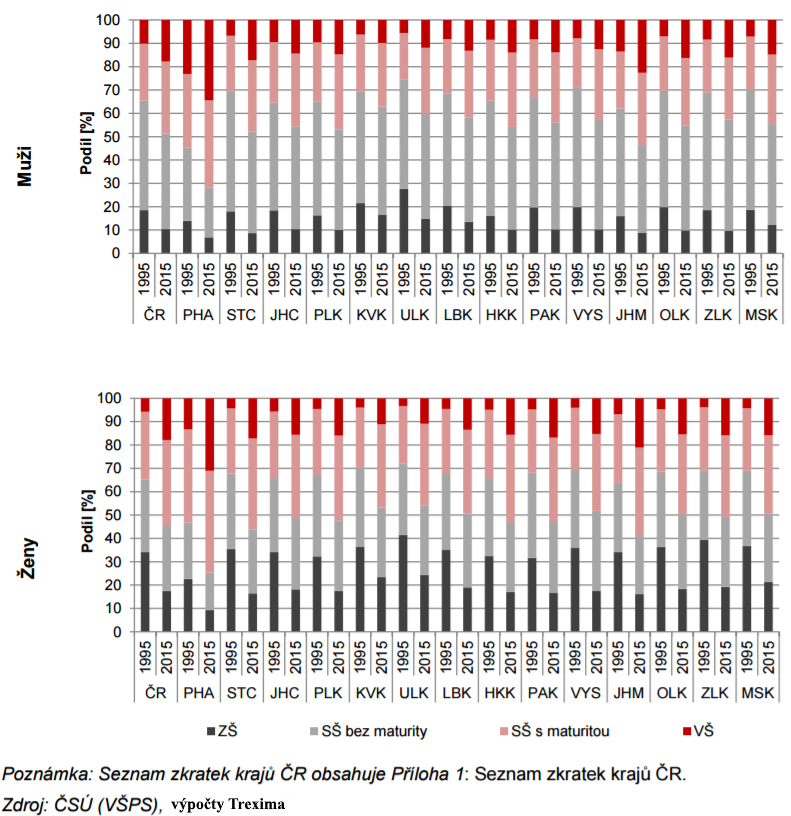 Muži
Podíl [%]
100
90
80
70
60
50
40
30
20
10
0
1995 2015 1995 2015 1995 2015 1995 2015 1995 2015 1995 2015 1995 2015 1995 2015 1995 2015 1995 2015 1995 2015 1995 2015 1995 2015 1995 2015 1995 2015
ČR PHA STC JHC PLK KVK ULK LBK HKK PAK VYS JHM OLK ZLK MSK
Ženy
Podíl [%]
100
90
80
70
60
50
40
30
20
10
0
1995 2015 1995 2015 1995 2015 1995 2015 1995 2015 1995 2015 1995 2015 1995 2015 1995 2015 1995 2015 1995 2015 1995 2015 1995 2015 1995 2015 1995 2015
ČR PHA STC JHC PLK KVK ULK LBK HKK PAK VYS JHM OLK ZLK MSK
ZŠ SŠ bez maturity SŠ s maturitou VŠ
Poznámka: Seznam zkratek krajů ČR obsahuje Příloha 1: Seznam zkratek krajů ČR.
Zdroj: ČSÚ (VŠPS), výpočty Trexima